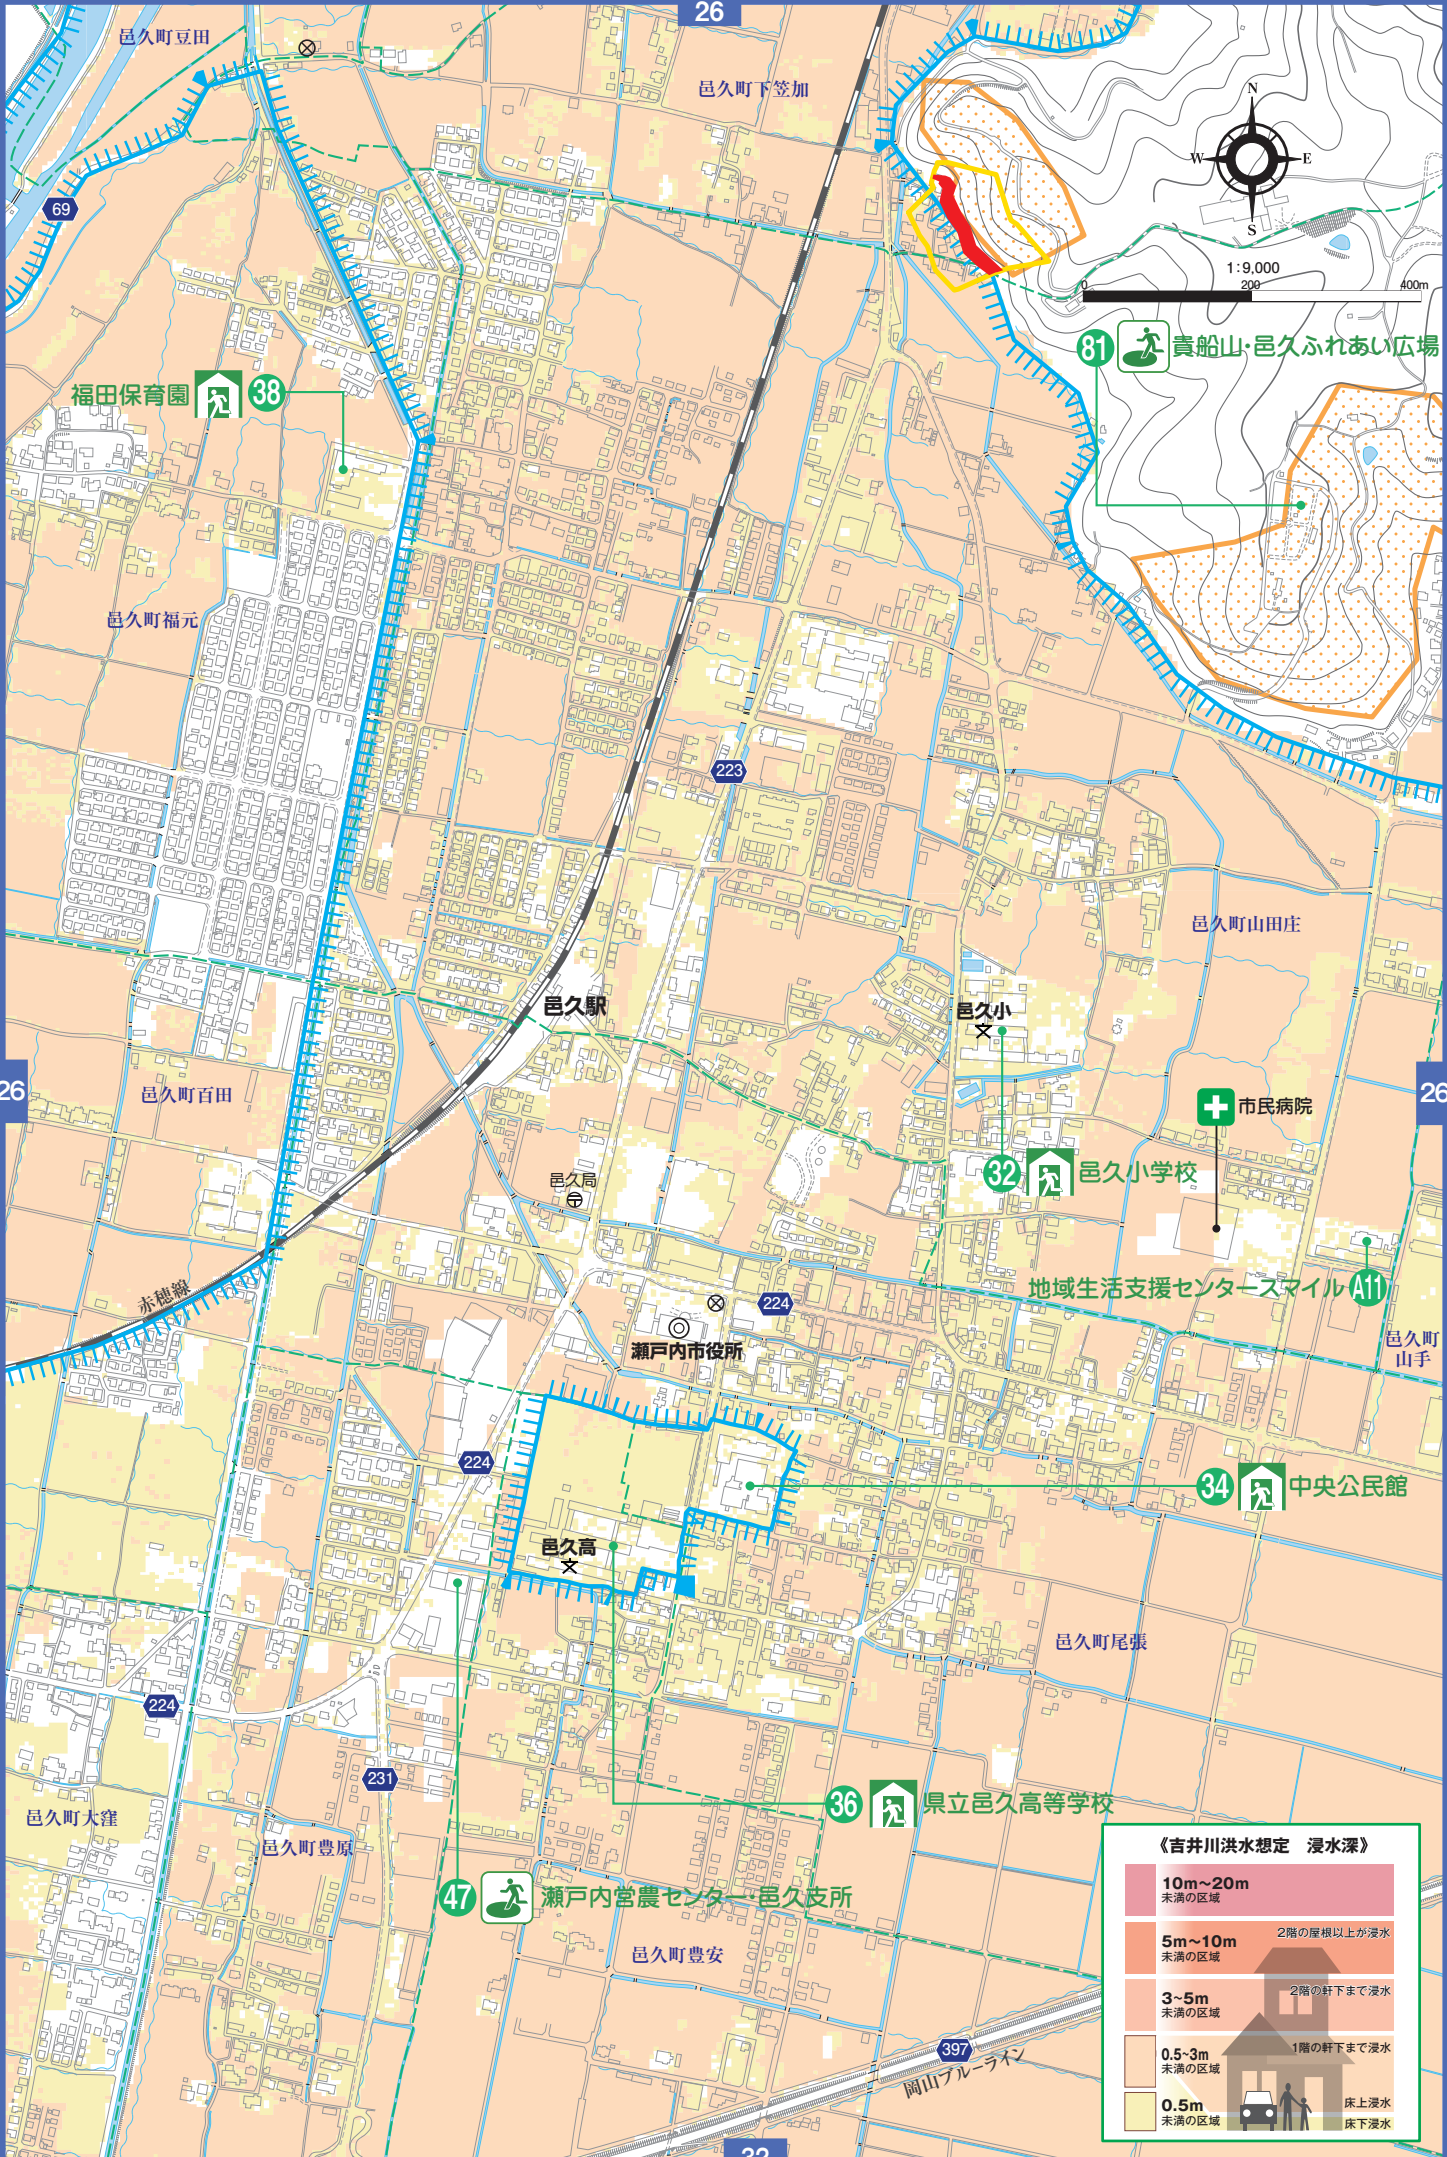 26
邑久町豆田
邑久町下笠加
69
N
W
E
S
1:9,000
0
200
400m
81
貴船山・邑久ふれあい広場
福田保育園
38
邑久町福元
223
邑久町山田庄
邑久駅
邑久小
26
26
邑久町百田
市民病院
邑久局
32
邑久小学校
赤穂線
地域生活支援センタースマイル
A11
224
瀬戸内市役所
邑久町
山手
224
34
中央公民館
邑久高
邑久町尾張
224
231
36
県立邑久高等学校
邑久町大窪
邑久町豊原
47
瀬戸内営農センター・邑久支所
邑久町豊安
397
岡山ブルーライン
《吉井川洪水想定　浸水深》
10m~20m
未満の区域
5m~10m
未満の区域
2階の屋根以上が浸水
3~5m
未満の区域
2階の軒下まで浸水
0.5~3m
未満の区域
1階の軒下まで浸水
0.5m
未満の区域
床上浸水
床下浸水
32